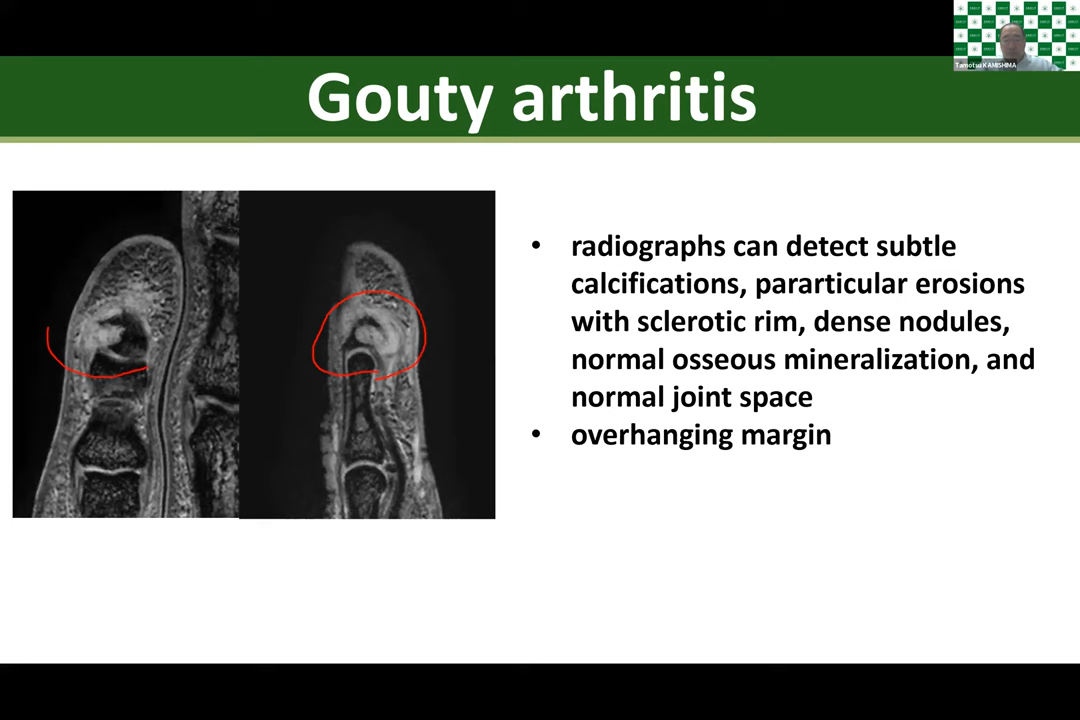 Tamotsu KAMISHIMA
Gouty arthritis
• radiographs can detect subtle
calcifications, pararticular erosions
with sclerotic rim, dense nodules,
normal osseous mineralization, and
normal joint space
• overhanging margin